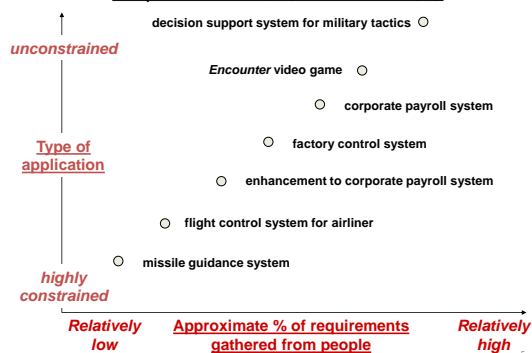 decision support system for military tactics
unconstrained
Encounter video game
corporate payroll system
Type of
application
factory control system
enhancement to corporate payroll system
flight control system for airliner
missile guidance system
highly
constrained
Relatively
low
Approximate % of requirements
gathered from people
Relatively
high